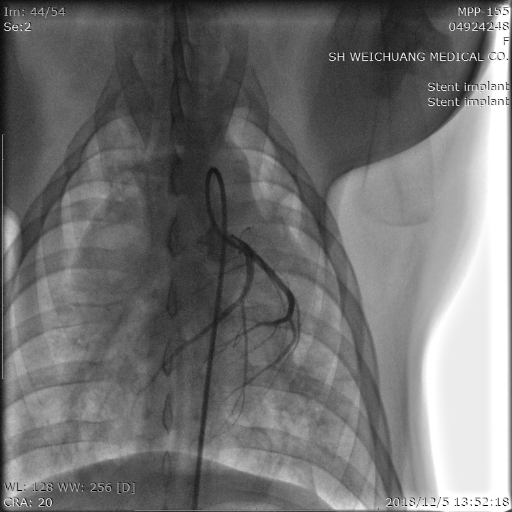 Im: 44/54
Se:2
MPP-155
04924248
F
SH WEICHUANG MEDICAL CO.
Stent implant
Stent implant
WL: 128 WW: 256 [D]
CRA: 20
2018/12/5 13:52:18